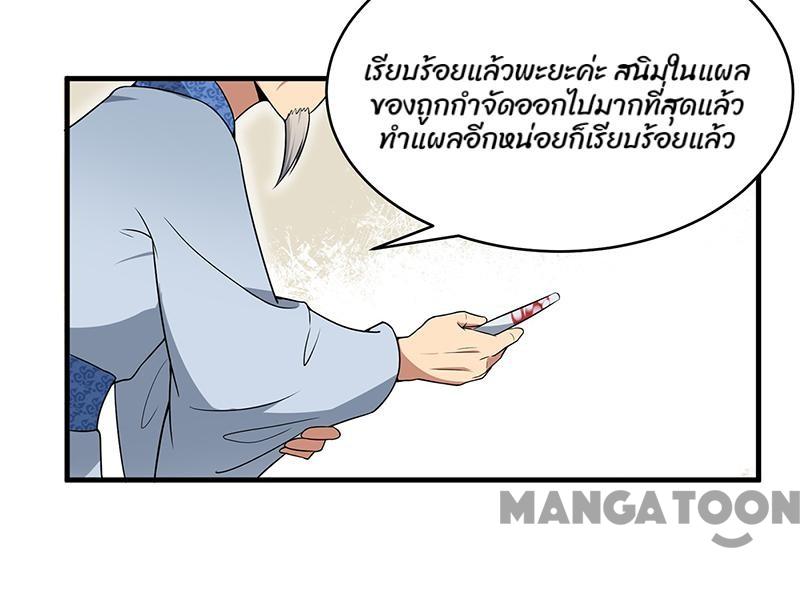 เรียบร้อยแล้วพะยะค่ะ สนิมในแผล
ของถูกกำจัดออกไปมากที่สุดแล้ว
ทำแผลอีกหน่อยก็เรียบร้อยแล้ว
MANGATOON